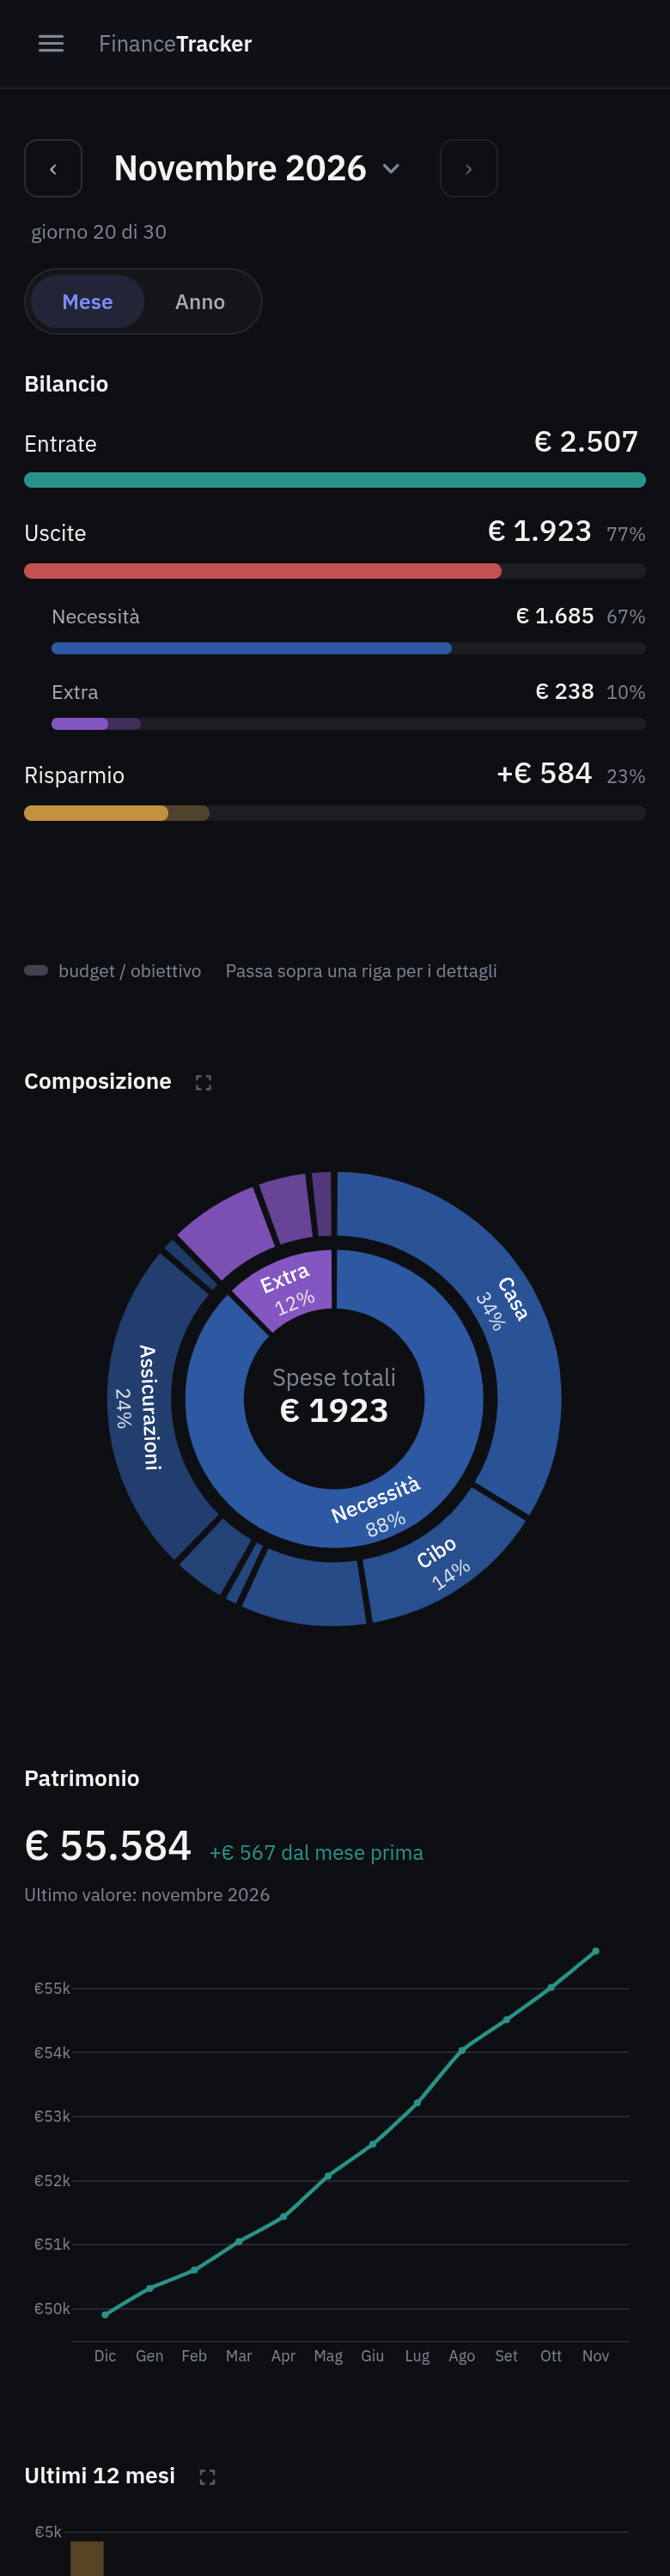 FinanceTracker
‹ Novembre 2026 ›
giorno 20 di 30
Mese Anno
Bilancio
Entrate € 2.507
Uscite € 1.923 77%
Necessità € 1.685 67%
Extra € 238 10%
Risparmio +€ 584 23%
budget / obiettivo Passa sopra una riga per i dettagli
Composizione
Extra
12%
Casa
34%
Assicurazioni
24%
Spese totali
€ 1923
Necessità
88%
Cibo
14%
Patrimonio
€ 55.584 +€ 567 dal mese prima
Ultimo valore: novembre 2026
€55k
€54k
€53k
€52k
€51k
€50k
Dic Gen Feb Mar Apr Mag Giu Lug Ago Set Ott Nov
Ultimi 12 mesi
€5k